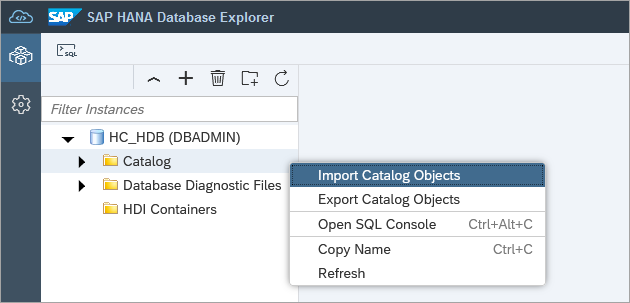 SAP SAP HANA Database Explorer
SQL
Filter Instances
HC_HDB (DBADMIN)
Catalog
Database Diagnostic Files
HDI Containers
Import Catalog Objects
Export Catalog Objects
Open SQL Console Ctrl+Alt+C
Copy Name Ctrl+C
Refresh